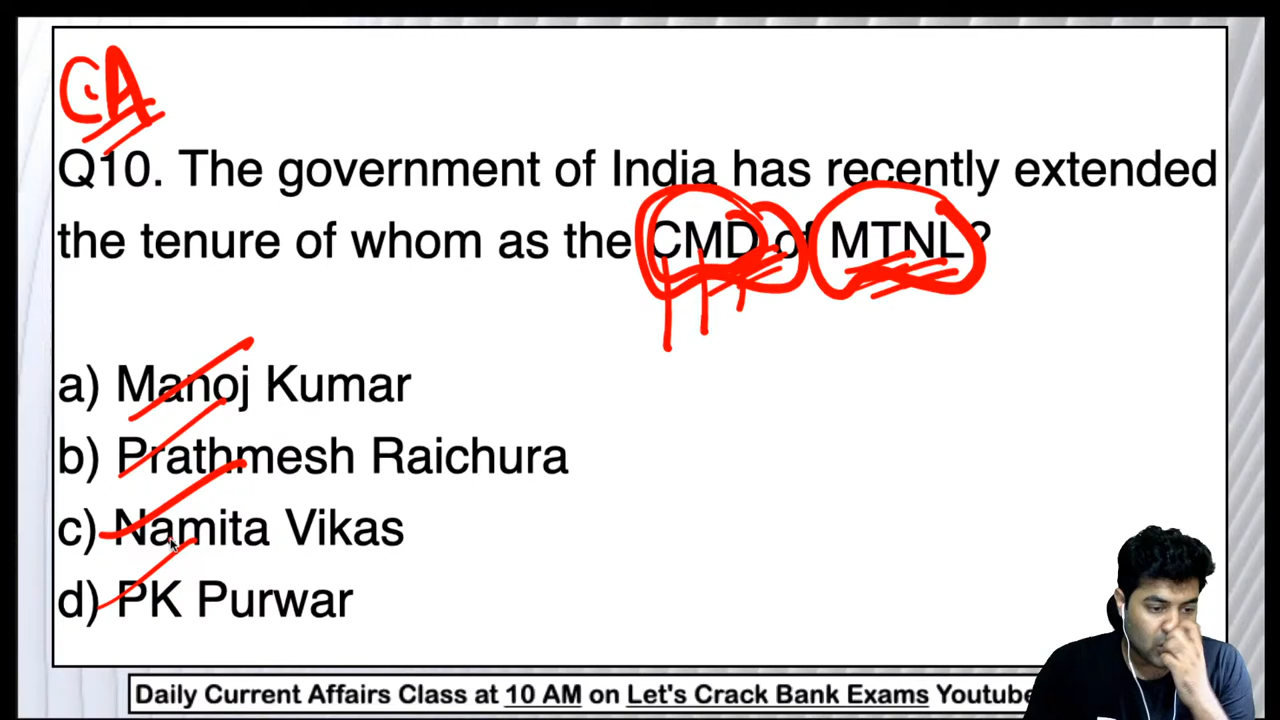 CA
Q10. The government of India has recently extended
the tenure of whom as the CMD of MTNL?
a) Manoj Kumar
b) Prathmesh Raichura
c) Namita Vikas
d) PK Purwar
Daily Current Affairs Class at 10 AM on Let's Crack Bank Exams Youtube